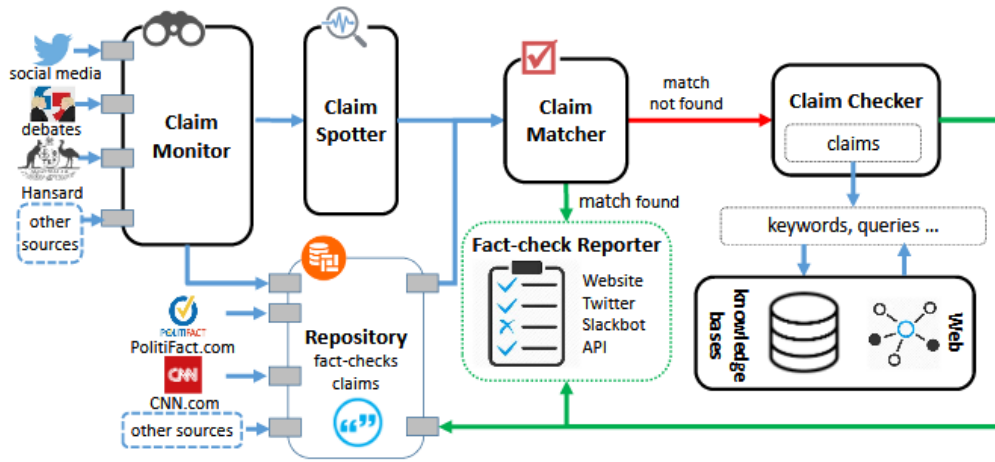 social media
debates
Hansard
other
sources
Claim
Monitor
Claim
Spotter
Claim
Matcher
match
not found
Claim Checker
claims
keywords, queries ...
knowledge
bases
Web
match found
Fact-check Reporter
Website
Twitter
Slackbot
API
Repository
fact-checks
claims
POLITIFACT
PolitiFact.com
CNN
CNN.com
other sources